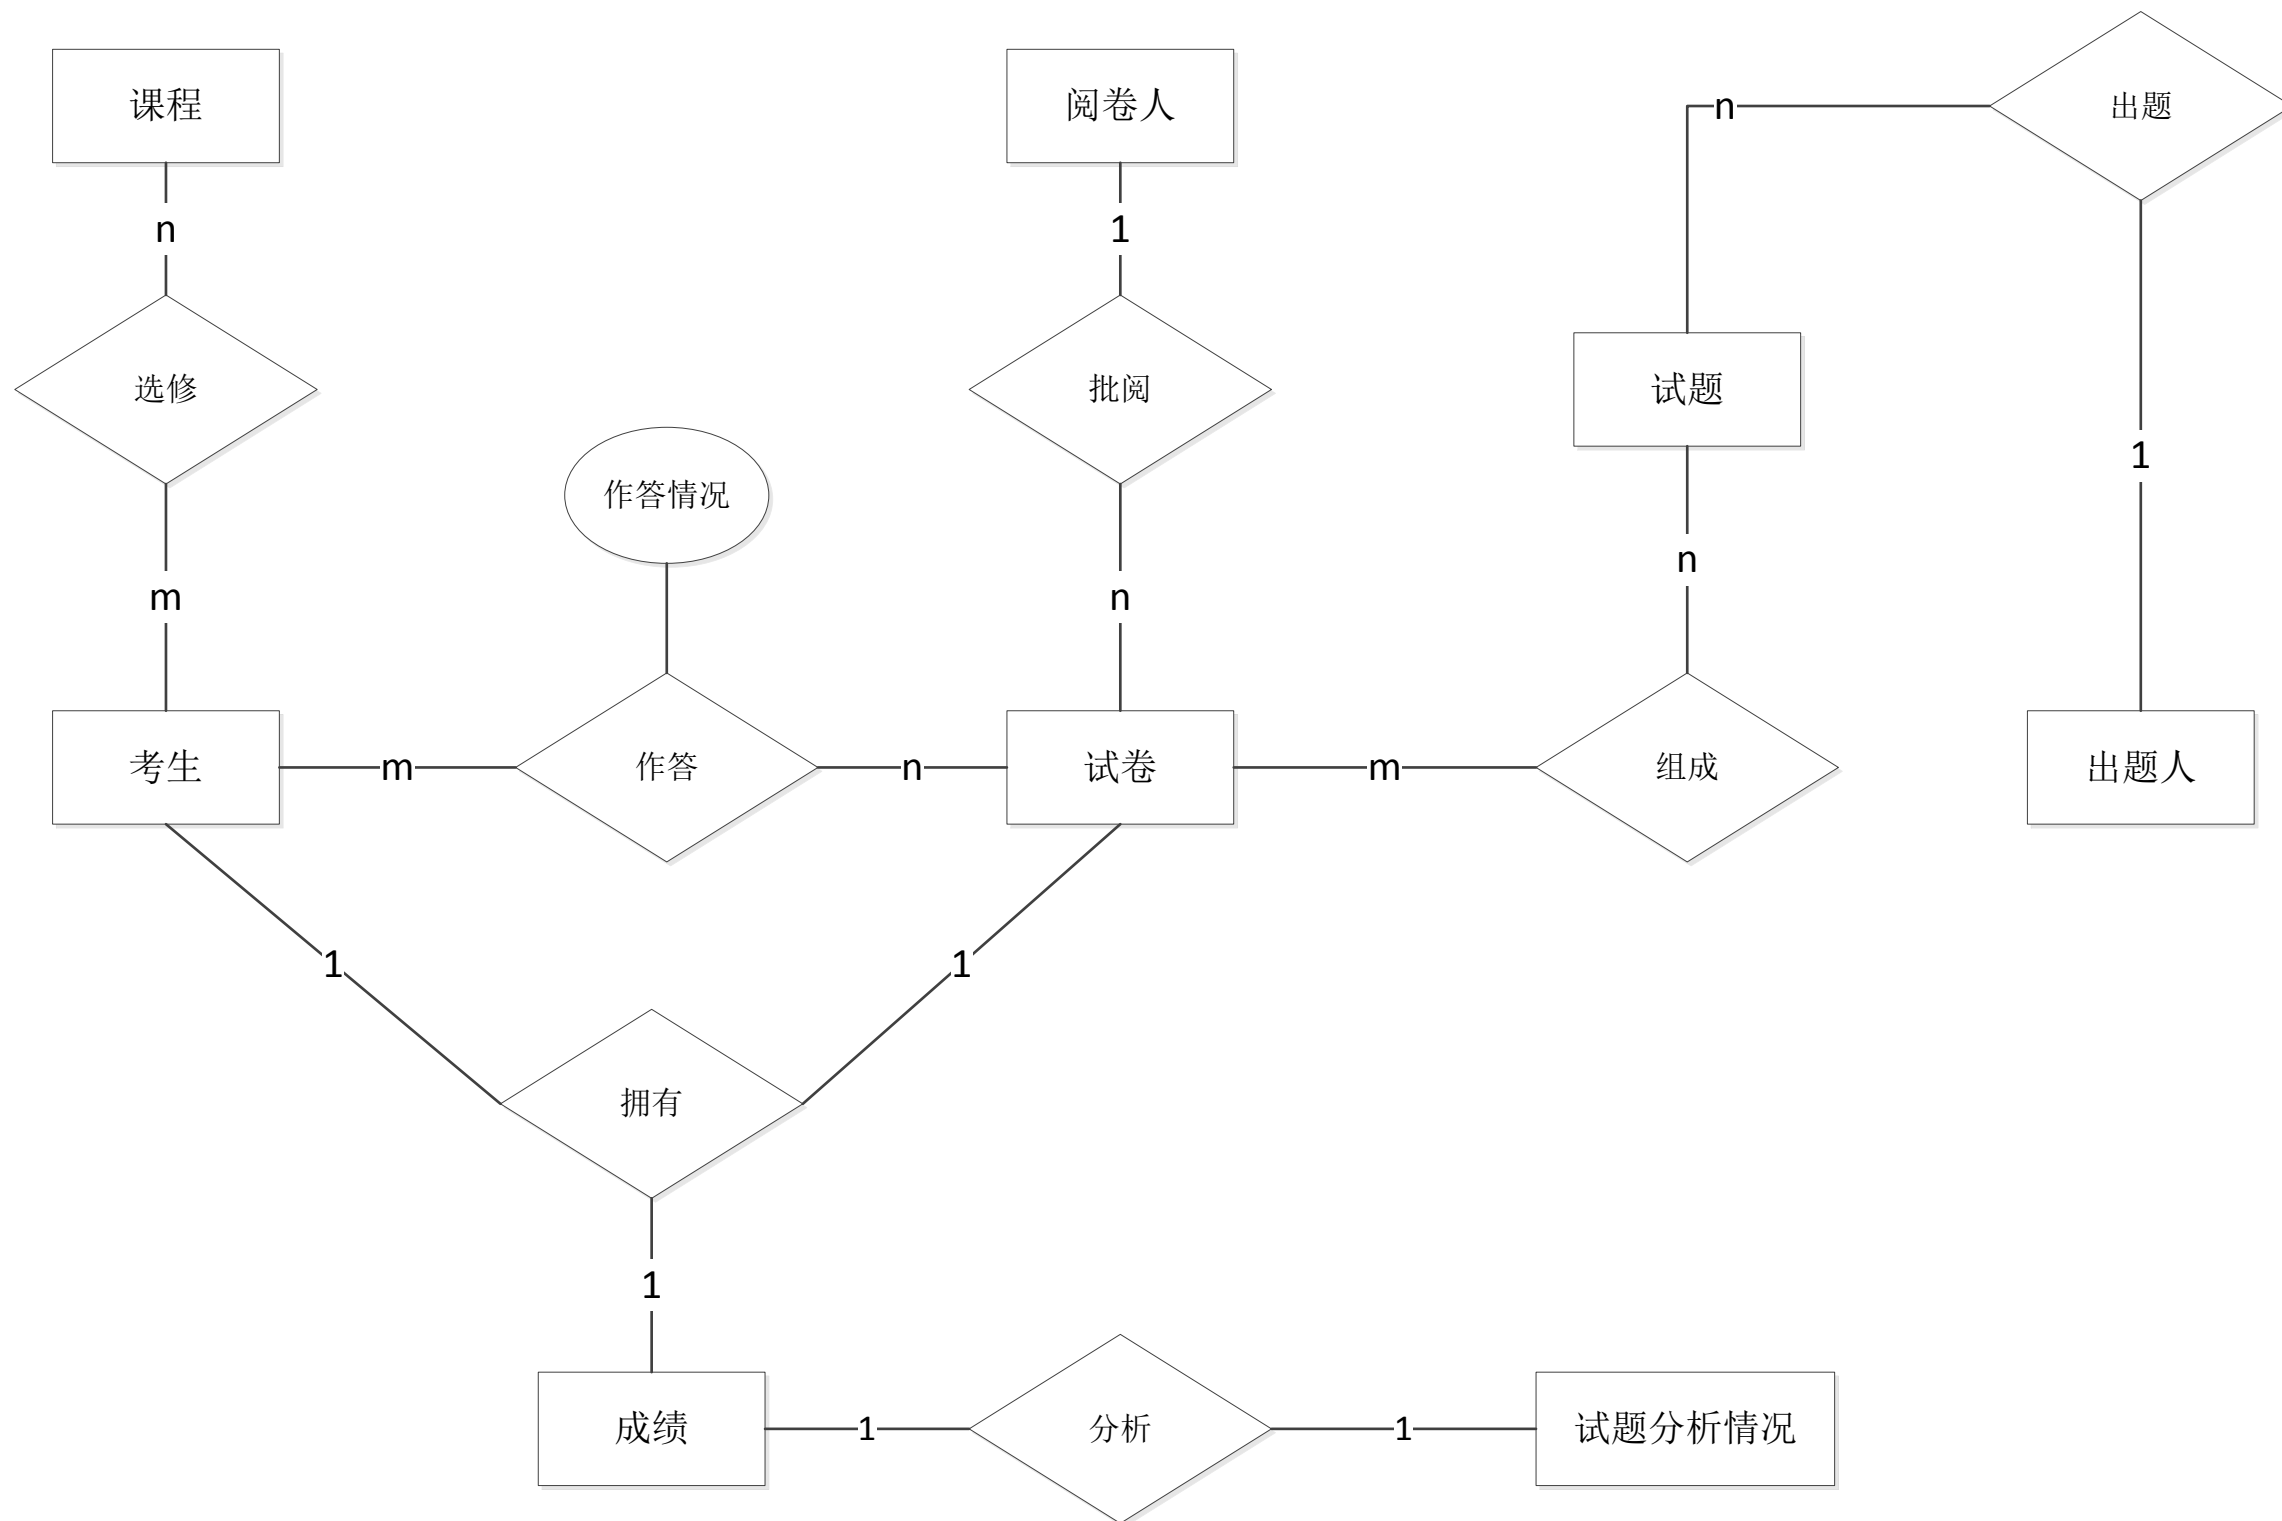 课程
阅卷人
n
出题
n
1
选修
批阅
试题
1
作答情况
n
m
n
考生
m
作答
n
试卷
m
组成
出题人
1
1
拥有
1
成绩
1
分析
1
试题分析情况